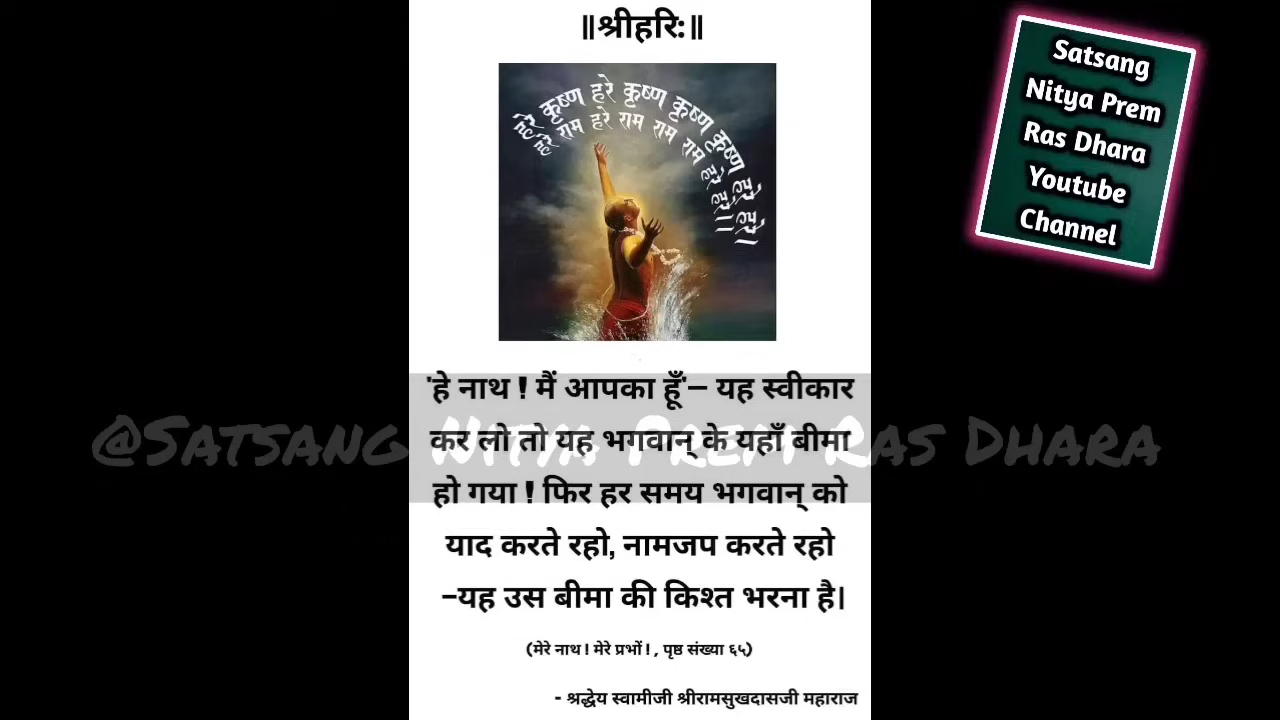 ॥श्रीहरि:॥
हरे कृष्ण हरे कृष्ण कृष्ण कृष्ण हरे हरे।
हरे राम हरे राम राम राम हरे हरे।।
'हे नाथ ! मैं आपका हूँ'– यह स्वीकार
कर लो तो यह भगवान् के यहाँ बीमा
हो गया ! फिर हर समय भगवान् को
याद करते रहो, नामजप करते रहो
–यह उस बीमा की किश्त भरना है।
(मेरे नाथ ! मेरे प्रभों ! , पृष्ठ संख्या ६५)
- श्रद्धेय स्वामीजी श्रीरामसुखदासजी महाराज
Satsang
Nitya Prem
Ras Dhara
Youtube
Channel
@Satsang Nitya Prem Ras Dhara